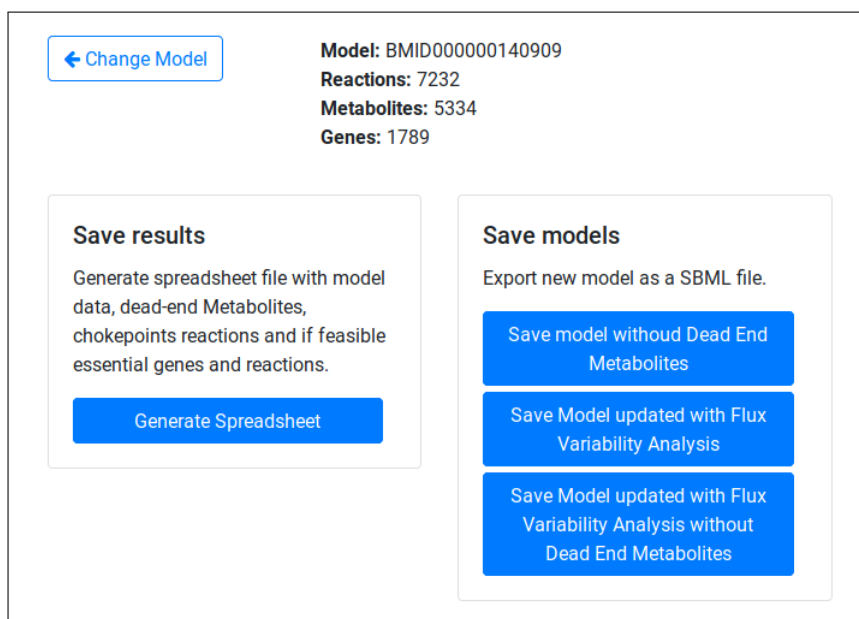 Change Model
Model: BMID000000140909
Reactions: 7232
Metabolites: 5334
Genes: 1789
Save results
Generate spreadsheet file with model
data, dead-end Metabolites,
chokepoints reactions and if feasible
essential genes and reactions.
Generate Spreadsheet
Save models
Export new model as a SBML file.
Save model withoud Dead End
Metabolites
Save Model updated with Flux
Variability Analysis
Save Model updated with Flux
Variability Analysis without
Dead End Metabolites